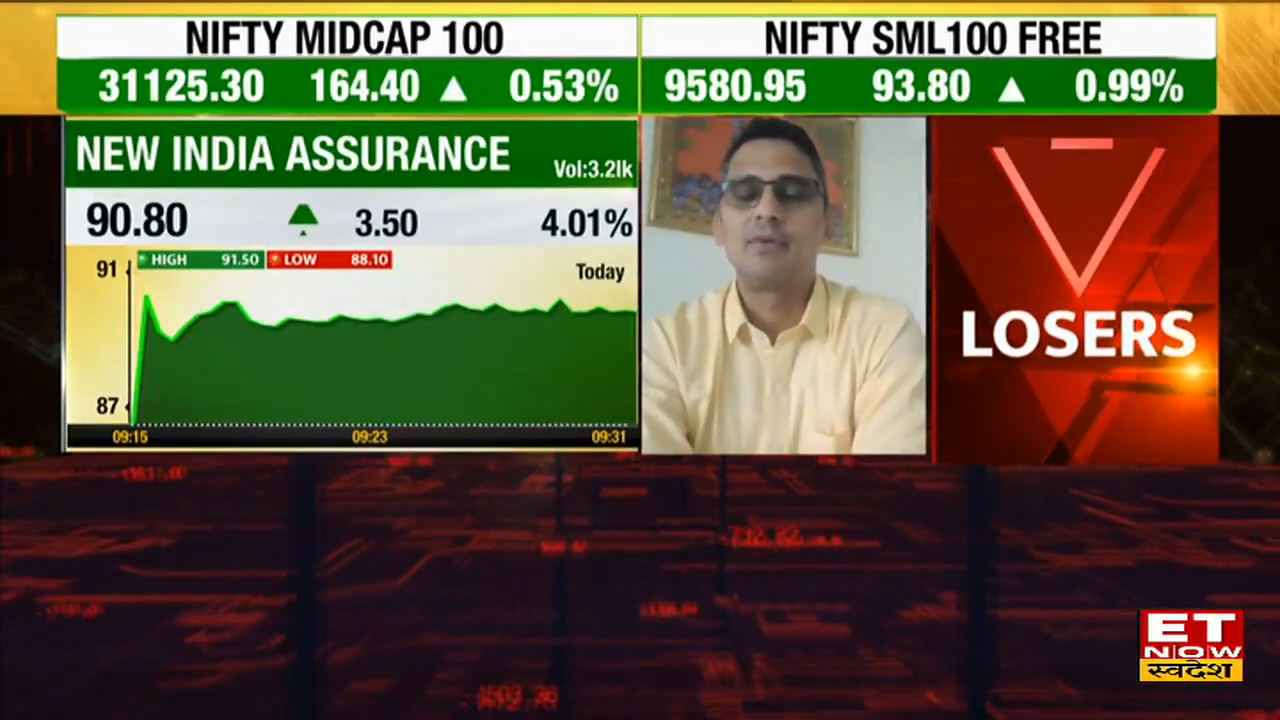 NIFTY MIDCAP 100
31125.30 164.40 ▲ 0.53%
NIFTY SML100 FREE
9580.95 93.80 ▲ 0.99%
NEW INDIA ASSURANCE Vol:3.2lk
90.80 3.50 4.01%
HIGH 91.50 LOW 88.10
Today
91
87
09:15 09:23 09:31
LOSERS
ET
NOW
स्वदेश